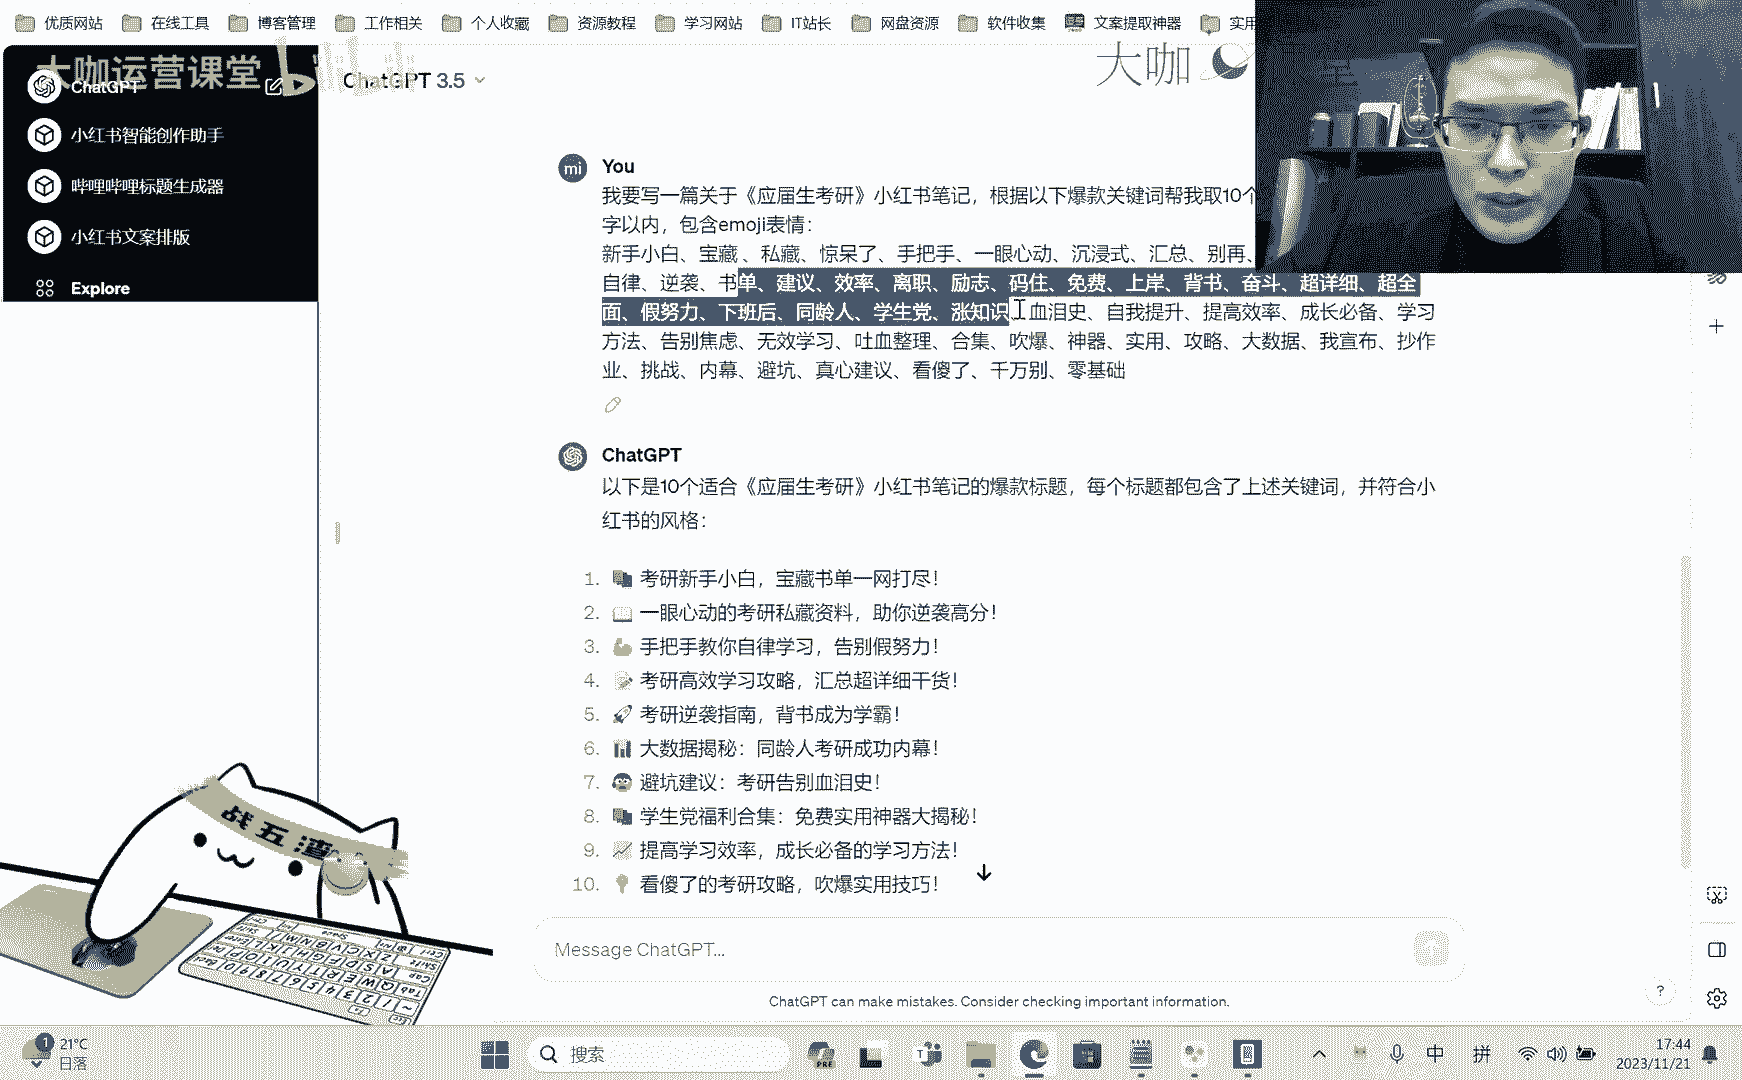 优质网站 在线工具 博客管理 工作相关 个人收藏 资源教程 学习网站 IT站长 网盘资源 软件收集 文案提取神器 实用
大咖运营课堂 bilibili
ChatGPT
小红书智能创作助手
哔哩哔哩标题生成器
小红书文案排版
Explore
ChatGPT 3.5
大咖
mi You
我要写一篇关于《应届生考研》小红书笔记，根据以下爆款关键词帮我取10个
字以内，包含emoji表情：
新手小白、宝藏、私藏、惊呆了、手把手、一眼心动、沉浸式、汇总、别再、
自律、逆袭、书单、建议、效率、离职、励志、码住、免费、上岸、背书、奋斗、超详细、超全
面、假努力、下班后、同龄人、学生党、涨知识、血泪史、自我提升、提高效率、成长必备、学习
方法、告别焦虑、无效学习、吐血整理、合集、吹爆、神器、实用、攻略、大数据、我宣布、抄作
业、挑战、内幕、避坑、真心建议、看傻了、千万别、零基础
ChatGPT
以下是10个适合《应届生考研》小红书笔记的爆款标题，每个标题都包含了上述关键词，并符合小
红书的风格：
1. 📚 考研新手小白，宝藏书单一网打尽！
2. 📖 一眼心动的考研私藏资料，助你逆袭高分！
3. 💪 手把手教你自律学习，告别假努力！
4. 📝 考研高效学习攻略，汇总超详细干货！
5. 🚀 考研逆袭指南，背书成为学霸！
6. 📊 大数据揭秘：同龄人考研成功内幕！
7. 😭 避坑建议：考研告别血泪史！
8. 📚 学生党福利合集：免费实用神器大揭秘！
9. 📈 提高学习效率，成长必备的学习方法！
10. 💡 看傻了的考研攻略，吹爆实用技巧！
Message ChatGPT...
ChatGPT can make mistakes. Consider checking important information.
?
战五渣
1 21°C
日落
搜索
PRE
中 拼
17:44
2023/11/21